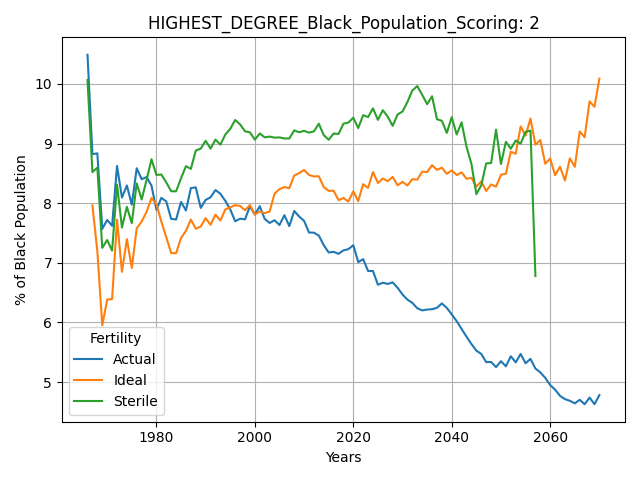 HIGHEST_DEGREE_Black_Population_Scoring: 2
% of Black Population
10
9
8
7
6
5
Fertility
Actual
Ideal
Sterile
1980
2000
2020
2040
2060
Years